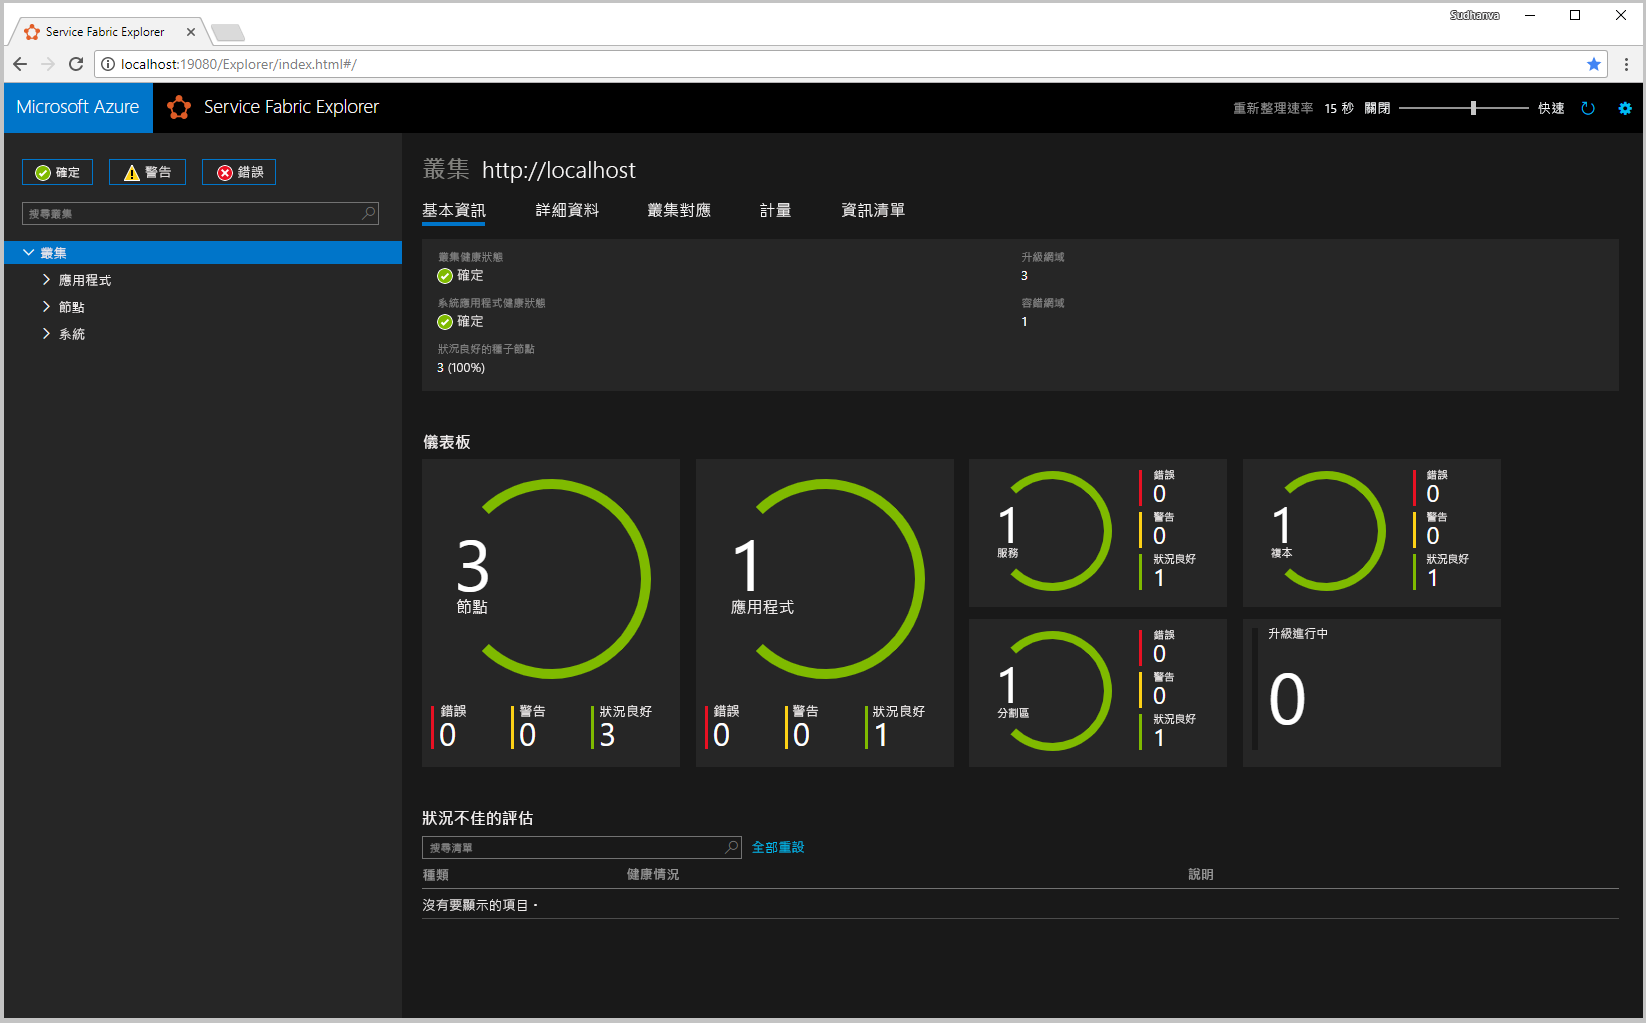 Sudhanva
Service Fabric Explorer
localhost:19080/Explorer/index.html#/
Microsoft Azure
Service Fabric Explorer
重新整理速率 15 秒 關閉 快速
確定 警告 錯誤
搜尋叢集
叢集
應用程式
節點
系統
叢集 http://localhost
基本資訊 詳細資料 叢集對應 計量 資訊清單
叢集健康狀態
確定
系統應用程式健康狀態
確定
狀況良好的種子節點
3 (100%)
升級網域
3
容錯網域
1
儀表板
3
節點
錯誤 警告 狀況良好
0 0 3
1
應用程式
錯誤 警告 狀況良好
0 0 1
1
服務
錯誤
0
警告
0
狀況良好
1
1
複本
錯誤
0
警告
0
狀況良好
1
1
分割區
錯誤
0
警告
0
狀況良好
1
升級進行中
0
狀況不佳的評估
搜尋清單 全部重設
種類 健康情況 說明
沒有要顯示的項目。